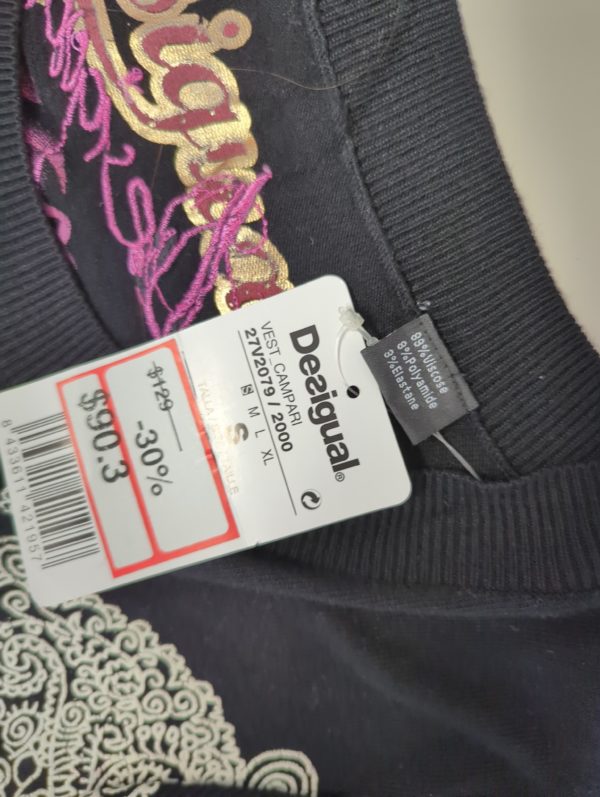 Desigual®
VEST_CAMPARI
27V2079 / 2000
S M L XL
S
$129
-30%
$90.3
8 433611 421957
89%Viscose
8%Polyamide
3%Elastane